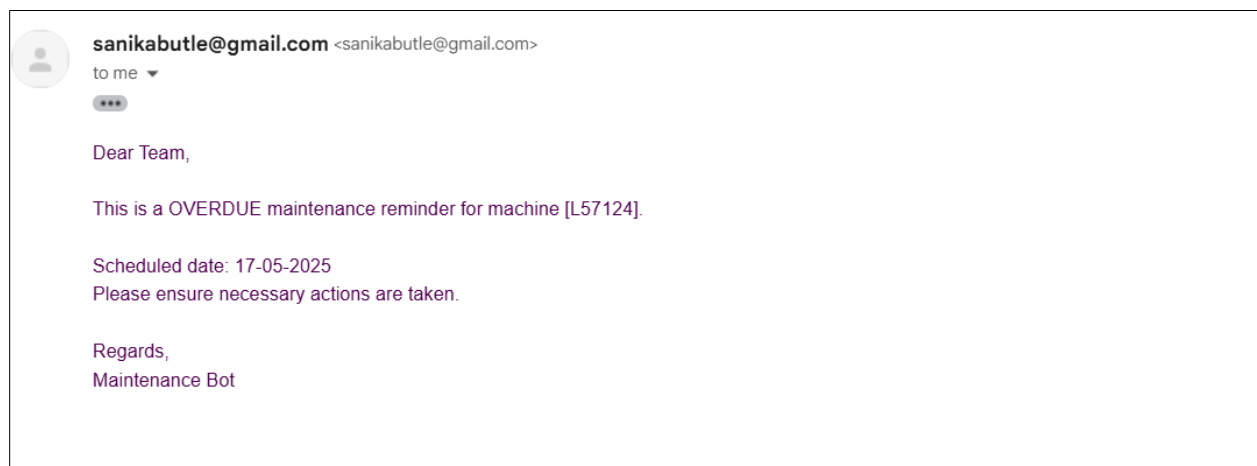 sanikabutle@gmail.com <sanikabutle@gmail.com>
to me
Dear Team,
This is a OVERDUE maintenance reminder for machine [L57124].
Scheduled date: 17-05-2025
Please ensure necessary actions are taken.
Regards,
Maintenance Bot